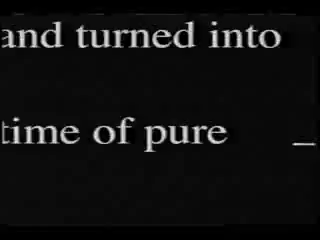 and turned into
time of pure _